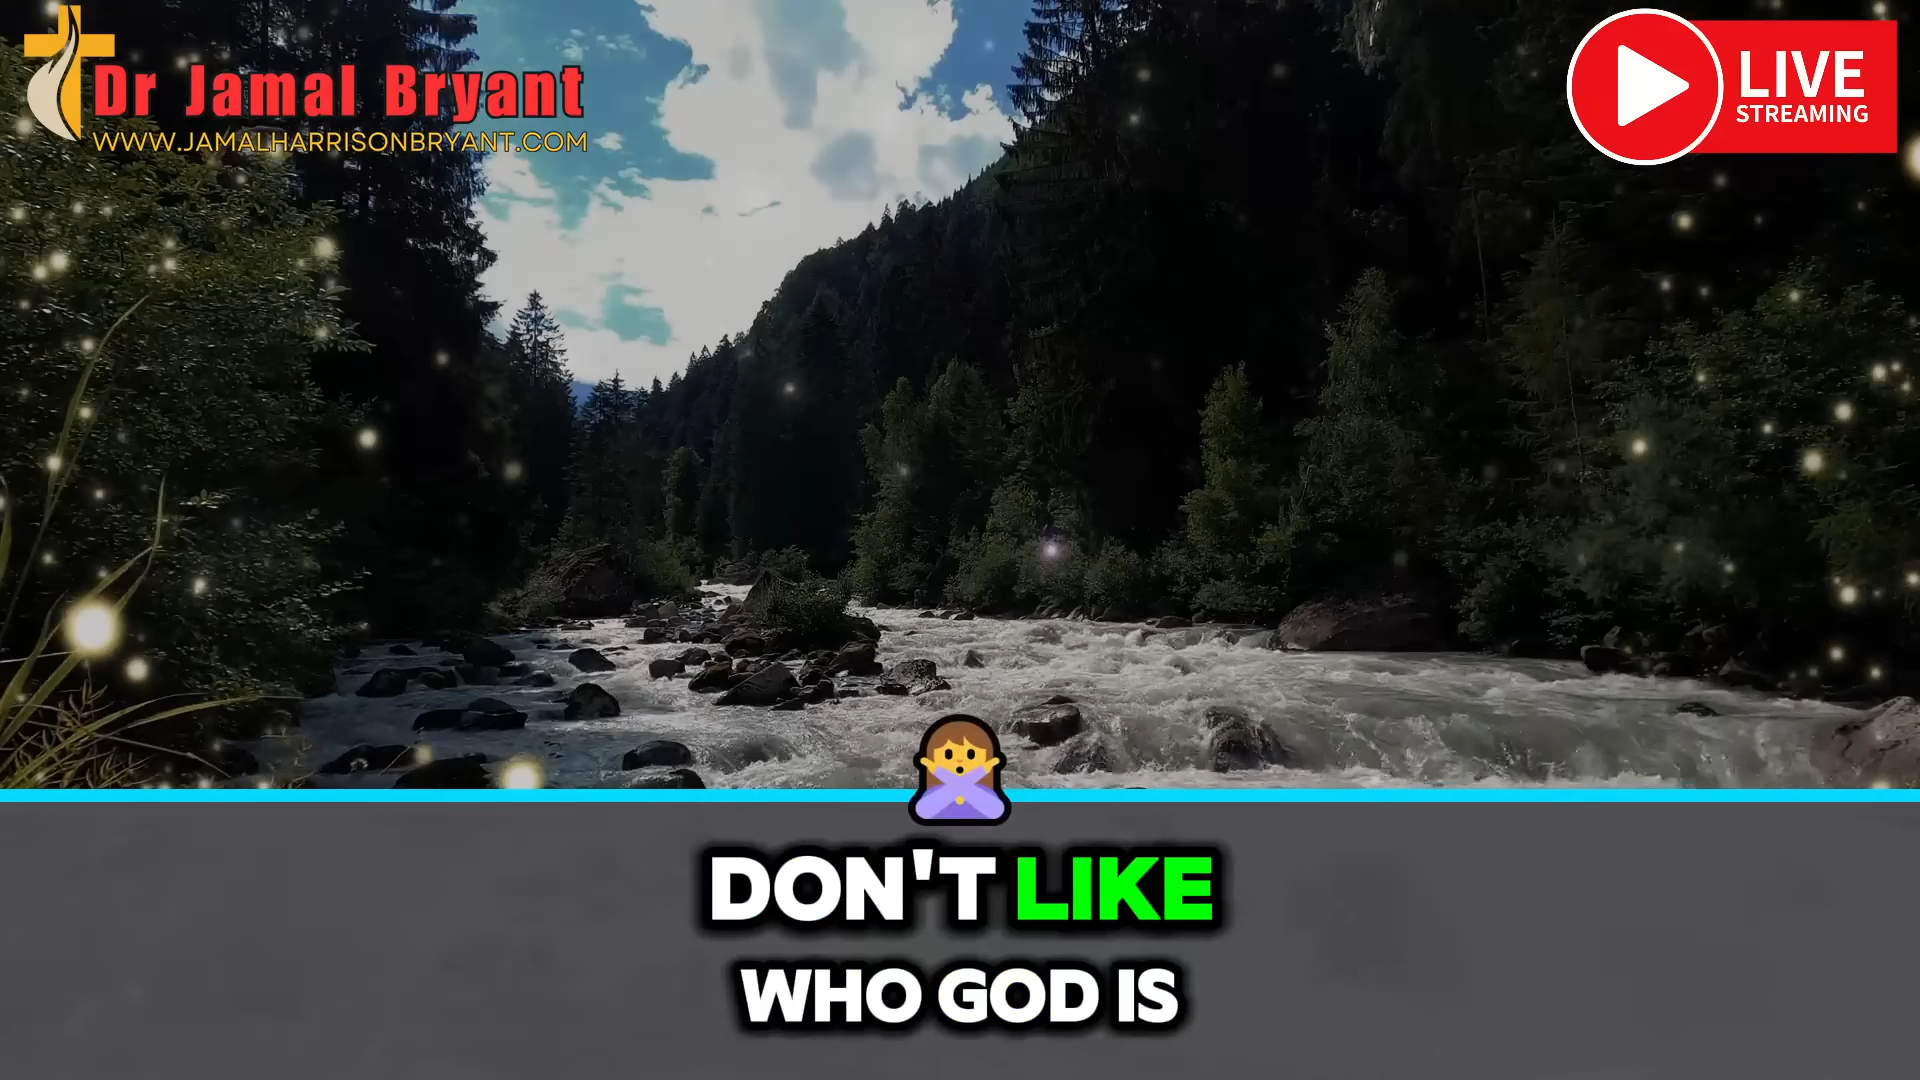 Dr Jamal Bryant
WWW.JAMALHARRISONBRYANT.COM
LIVE
STREAMING
DON'T LIKE
WHO GOD IS